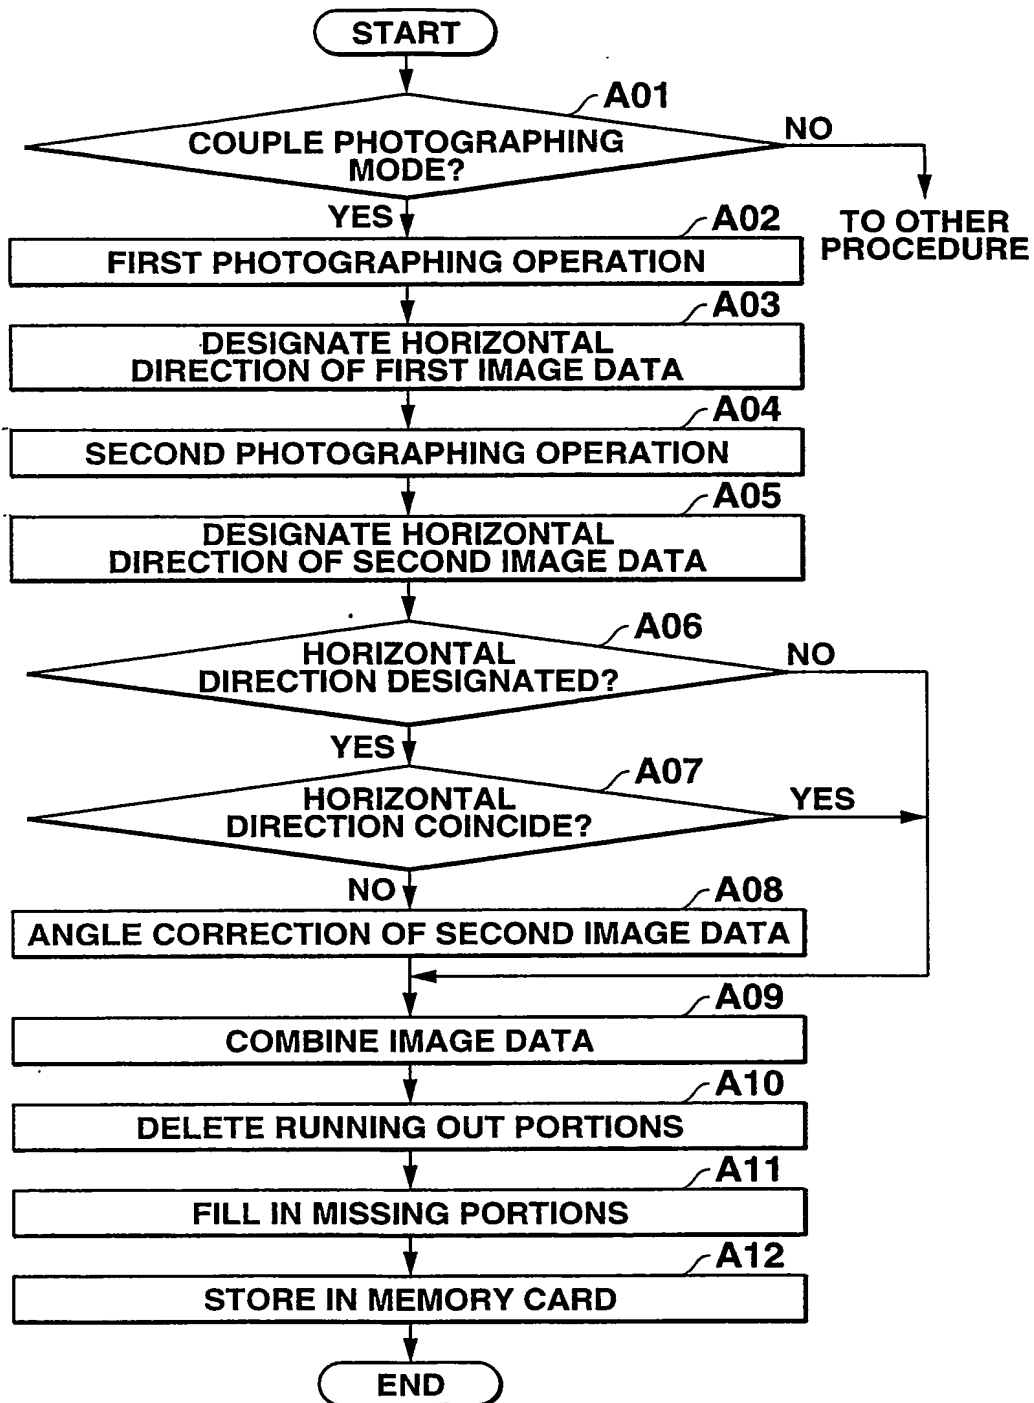 START
A01
COUPLE PHOTOGRAPHING
MODE?
NO
YES
TO OTHER
PROCEDURE
A02
FIRST PHOTOGRAPHING OPERATION
A03
DESIGNATE HORIZONTAL
DIRECTION OF FIRST IMAGE DATA
A04
SECOND PHOTOGRAPHING OPERATION
A05
DESIGNATE HORIZONTAL
DIRECTION OF SECOND IMAGE DATA
A06
HORIZONTAL
DIRECTION DESIGNATED?
NO
YES
A07
HORIZONTAL
DIRECTION COINCIDE?
YES
NO
A08
ANGLE CORRECTION OF SECOND IMAGE DATA
A09
COMBINE IMAGE DATA
A10
DELETE RUNNING OUT PORTIONS
A11
FILL IN MISSING PORTIONS
A12
STORE IN MEMORY CARD
END